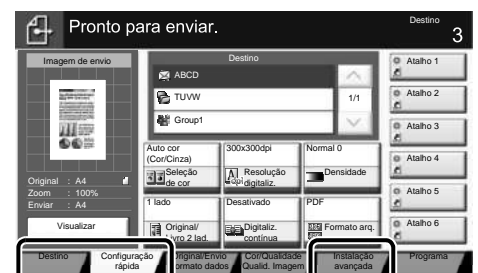 Pronto para enviar.
Destino
3
Imagem de envio
Original : A4
Zoom : 100%
Enviar : A4
Visualizar
Destino
ABCD
TUVW
Group1
1/1
Auto cor
(Cor/Cinza)
Seleção
de cor
300x300dpi
Resolução
digitaliz.
Normal 0
Densidade
1 lado
Original/
Livro 2 lad.
Desativado
Digitaliz.
contínua
PDF
Formato arq.
Atalho 1
Atalho 2
Atalho 3
Atalho 4
Atalho 5
Atalho 6
Destino
Configuração
rápida
Original/Envio
Formato dados
Cor/Qualidade
Qualid. Imagem
Instalação
avançada
Programa